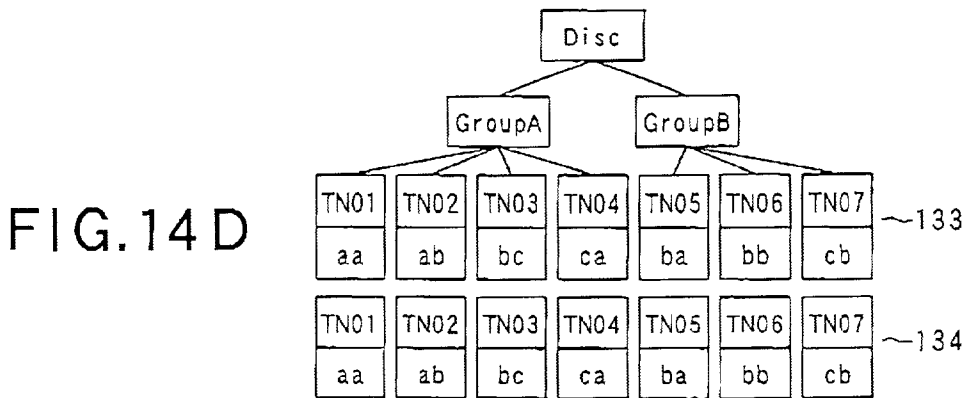 Disc
GroupA GroupB
TN01 TN02 TN03 TN04 TN05 TN06 TN07
aa ab bc ca ba bb cb
133
FIG.14D
TN01 TN02 TN03 TN04 TN05 TN06 TN07
aa ab bc ca ba bb cb
134